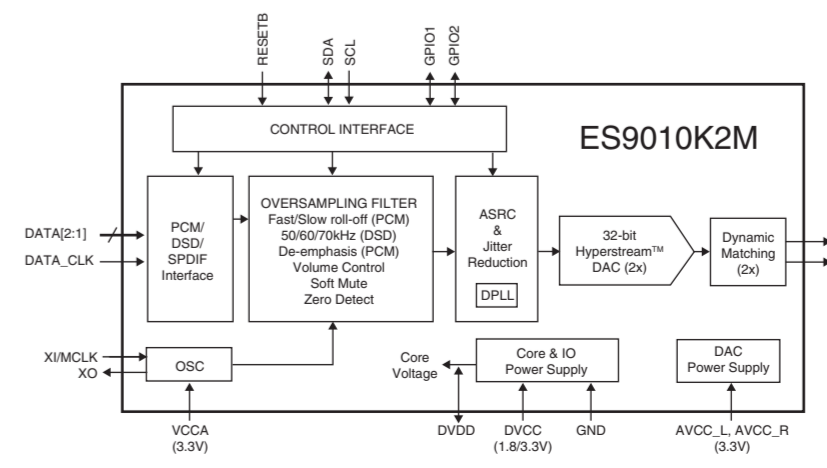 RESETB
SDA
SCL
GPIO1
GPIO2
CONTROL INTERFACE
ES9010K2M
DATA[2:1]
DATA_CLK
PCM/
DSD/
SPDIF
Interface
OVERSAMPLING FILTER
Fast/Slow roll-off (PCM)
50/60/70kHz (DSD)
De-emphasis (PCM)
Volume Control
Soft Mute
Zero Detect
ASRC
&
Jitter
Reduction
DPLL
32-bit
Hyperstream™
DAC (2x)
Dynamic
Matching
(2x)
XI/MCLK
XO
OSC
Core
Voltage
Core & IO
Power Supply
DAC
Power Supply
VCCA
(3.3V)
DVDD
DVCC
(1.8/3.3V)
GND
AVCC_L, AVCC_R
(3.3V)